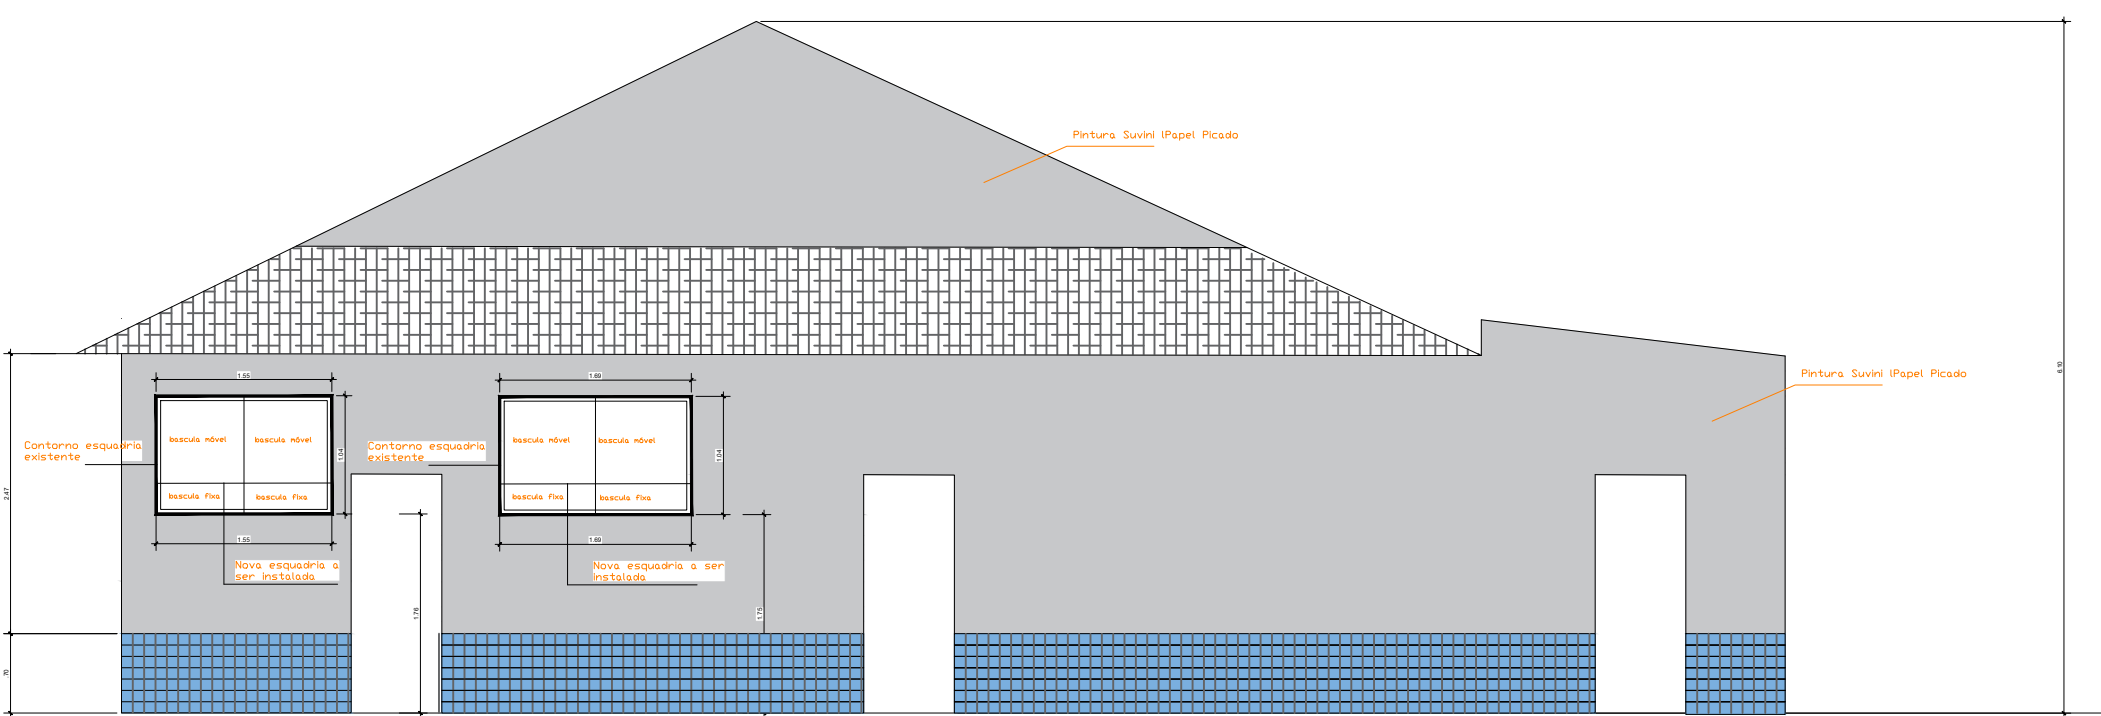 Pintura Suvini lPapel Picado
6.10
Pintura Suvini lPapel Picado
1.55
1.69
Contorno esquadria
existente
bascula móvel
bascula móvel
bascula fixa
bascula fixa
1.04
Contorno esquadria
existente
bascula móvel
bascula móvel
bascula fixa
bascula fixa
1.04
2.47
1.55
1.69
Nova esquadria a
ser instalada
Nova esquadria a ser
instalada
1.76
1.75
.70